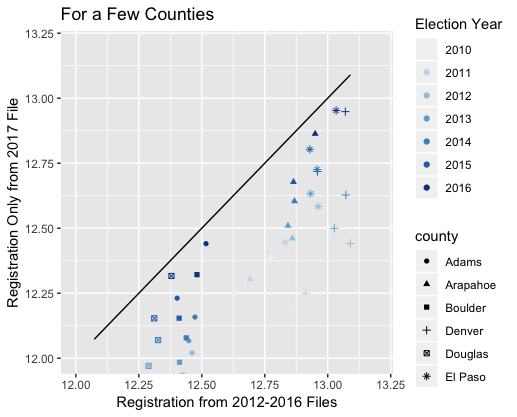 For a Few Counties
Registration Only from 2017 File
13.25
13.00
12.75
12.50
12.25
12.00
12.00 12.25 12.50 12.75 13.00 13.25
Registration from 2012-2016 Files
Election Year
2010
2011
2012
2013
2014
2015
2016
county
Adams
Arapahoe
Boulder
Denver
Douglas
El Paso